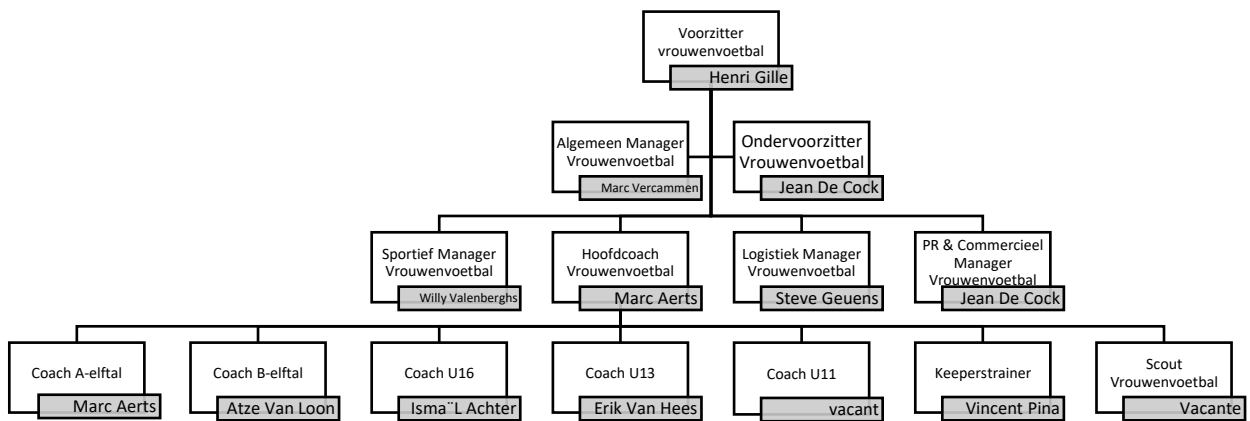 Voorzitter
vrouwenvoetbal
Henri Gille
Algemeen Manager
Vrouwenvoetbal
Marc Vercammen
Ondervoorzitter
Vrouwenvoetbal
Jean De Cock
Sportief Manager
Vrouwenvoetbal
Willy Valenberghs
Hoofdcoach
Vrouwenvoetbal
Marc Aerts
Logistiek Manager
Vrouwenvoetbal
Steve Geuens
PR & Commercieel
Manager
Vrouwenvoetbal
Jean De Cock
Coach A-elftal
Marc Aerts
Coach B-elftal
Atze Van Loon
Coach U16
Isma¨L Achter
Coach U13
Erik Van Hees
Coach U11
vacant
Keeperstrainer
Vincent Pina
Scout
Vrouwenvoetbal
Vacante